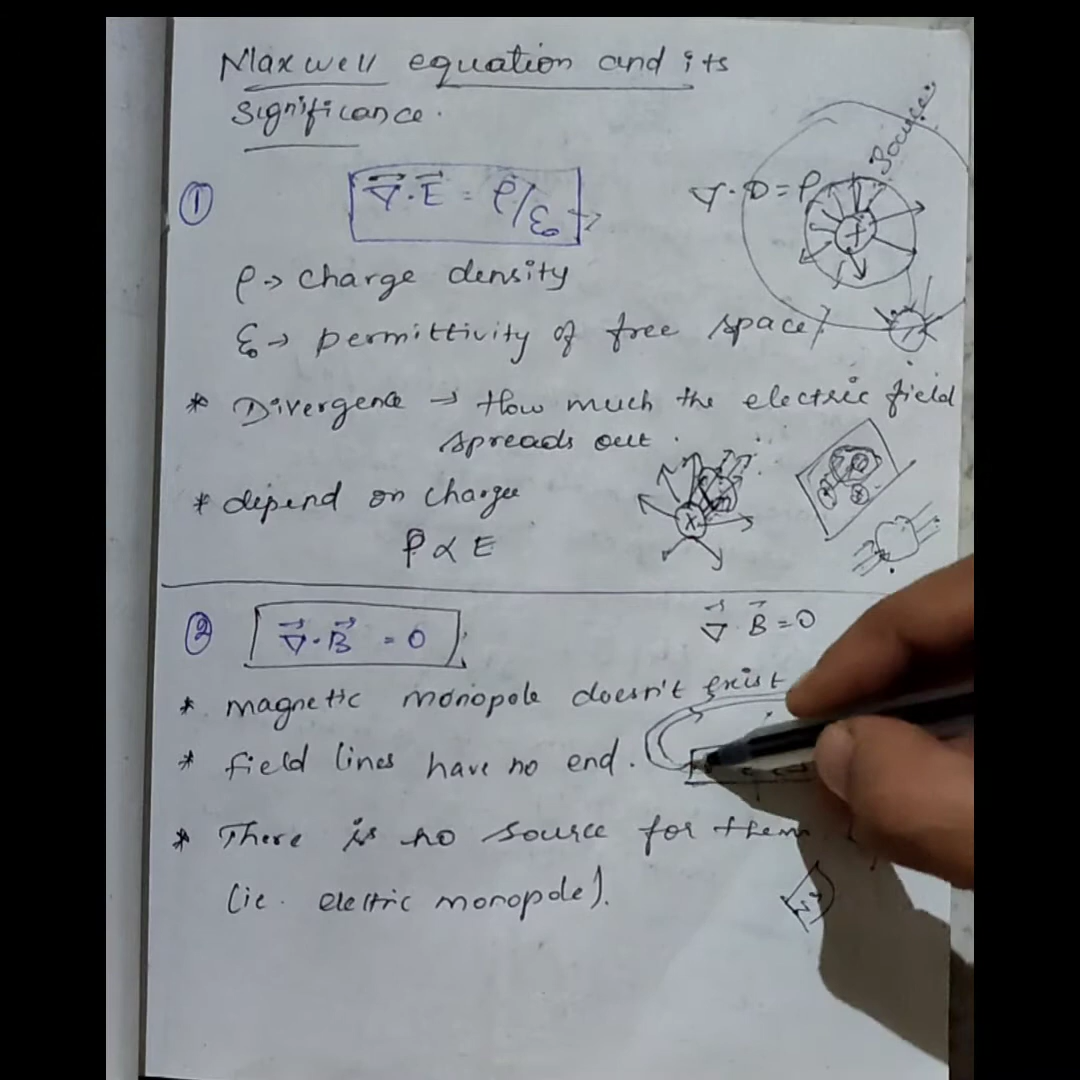 Maxwell equation and its
significance.
① ∇⃗·E⃗ = ρ/ε₀
∇·D = ρ
Source
ρ → charge density
ε₀ → permittivity of free space
* Divergence → How much the electric field
spreads out.
* depend on charge
ρ ∝ E
② ∇⃗·B⃗ = 0
∇⃗·B⃗ = 0
* magnetic monopole doesn't exist
* field lines have no end.
* There is no source for them
(ie. electric monopole).